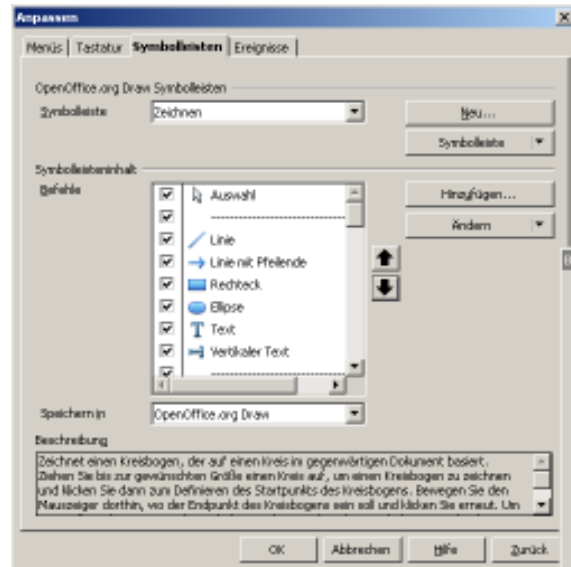 Anpassen
Menüs Tastatur Symbolleisten Ereignisse
OpenOffice.org Draw Symbolleisten
Symbolleiste Zeichnen Neu...
Symbolleiste
Symbolleisteninhalt
Befehle Auswahl Hinzufügen...
Ändern
Linie
Linie mit Pfeilende
Rechteck
Ellipse
Text
Vertikaler Text
Speichern in OpenOffice.org Draw
Beschreibung
Zeichnet einen Kreisbogen, der auf einen Kreis im gegenwärtigen Dokument basiert.
Ziehen Sie bis zur gewünschten Größe einen Kreis auf, um einen Kreisbogen zu zeichnen
und klicken Sie dann zum Definieren des Startpunkts des Kreisbogens. Bewegen Sie den
Mauszeiger dorthin, wo der Endpunkt des Kreisbogens sein soll und klicken Sie erneut. Um
OK Abbrechen Hilfe Zurück